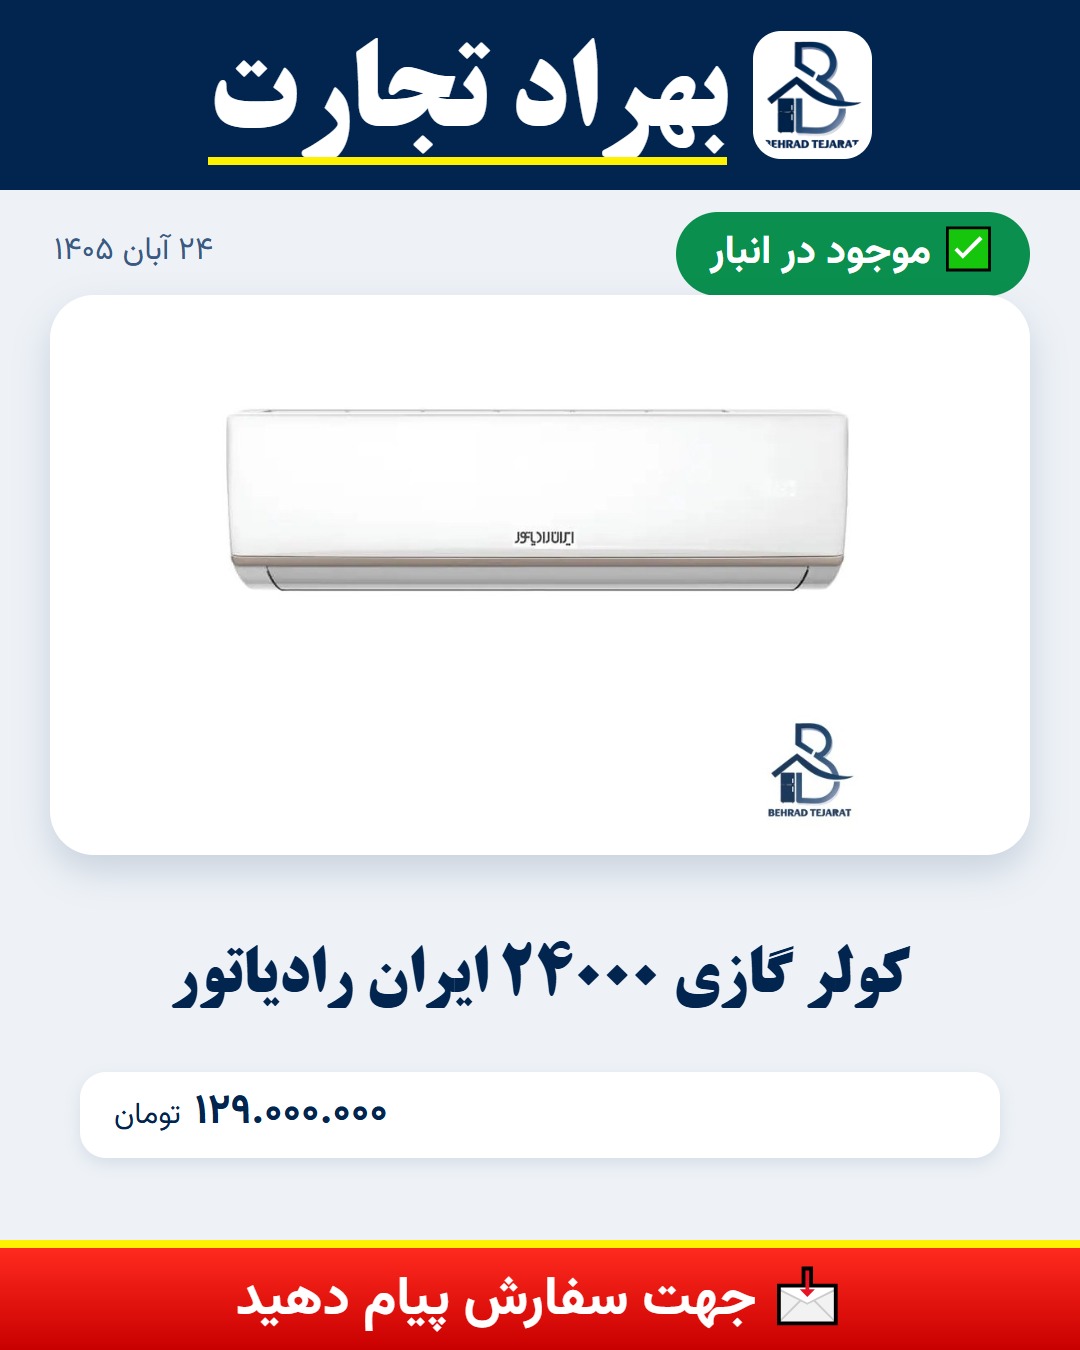 بهراد تجارت
BEHRAD TEJARAT
موجود در انبار
۲۴ آبان ۱۴۰۵
ایران رادیاتور
BEHRAD TEJARAT
کولر گازی ۲۴۰۰۰ ایران رادیاتور
۱۲۹.۰۰۰.۰۰۰ تومان
جهت سفارش پیام دهید